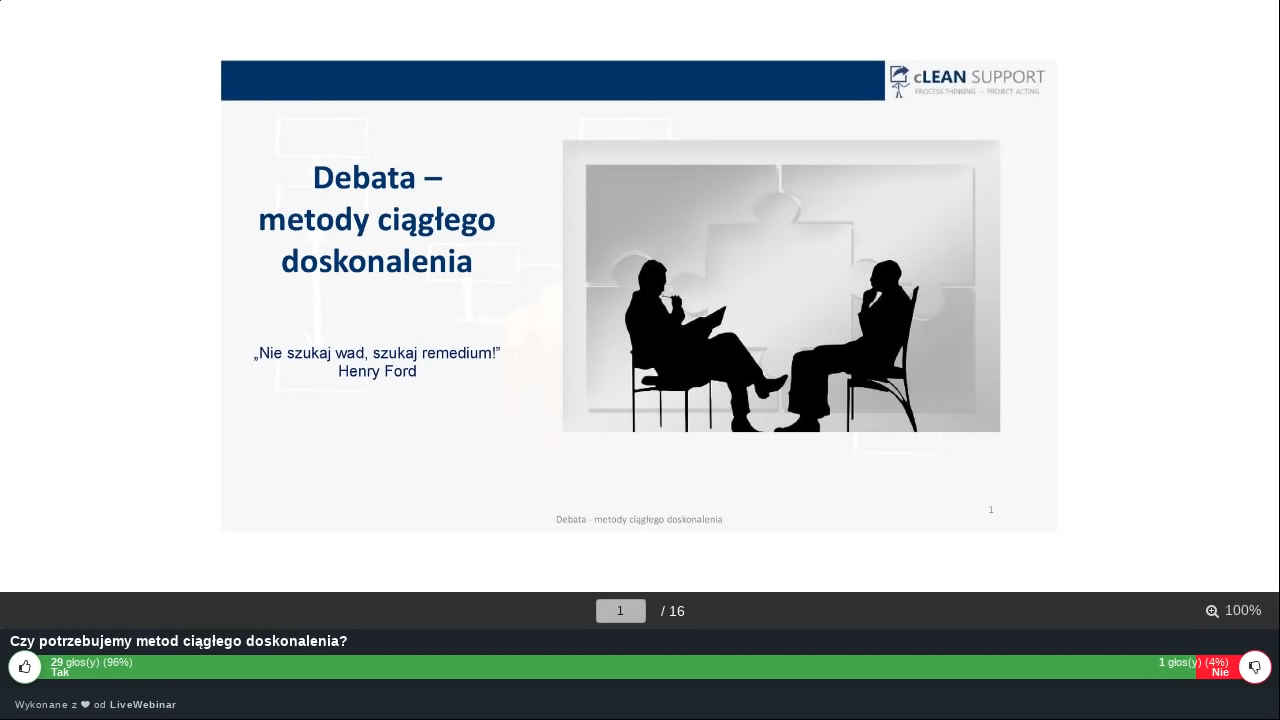 cLEAN SUPPORT
PROCESS THINKING - PROJECT ACTING
Debata –
metody ciągłego
doskonalenia
„Nie szukaj wad, szukaj remedium!”
Henry Ford
1
Debata - metody ciągłego doskonalenia
1 / 16
100%
Czy potrzebujemy metod ciągłego doskonalenia?
29 głos(y) (96%)
Tak
1 głos(y) (4%)
Nie
Wykonane z ❤ od LiveWebinar